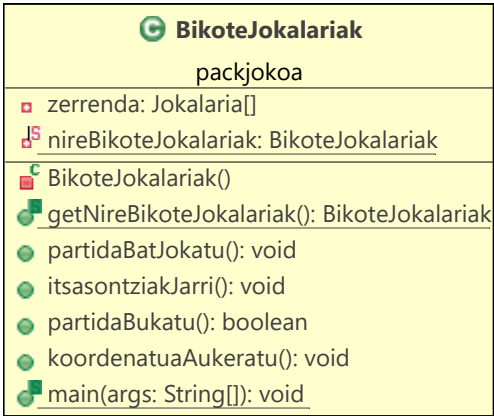 C BikoteJokalariak
packjokoa
zerrenda: Jokalaria[]
S nireBikoteJokalariak: BikoteJokalariak
C BikoteJokalariak()
S getNireBikoteJokalariak(): BikoteJokalariak
partidaBatJokatu(): void
itsasontziakJarri(): void
partidaBukatu(): boolean
koordenatuaAukeratu(): void
S main(args: String[]): void